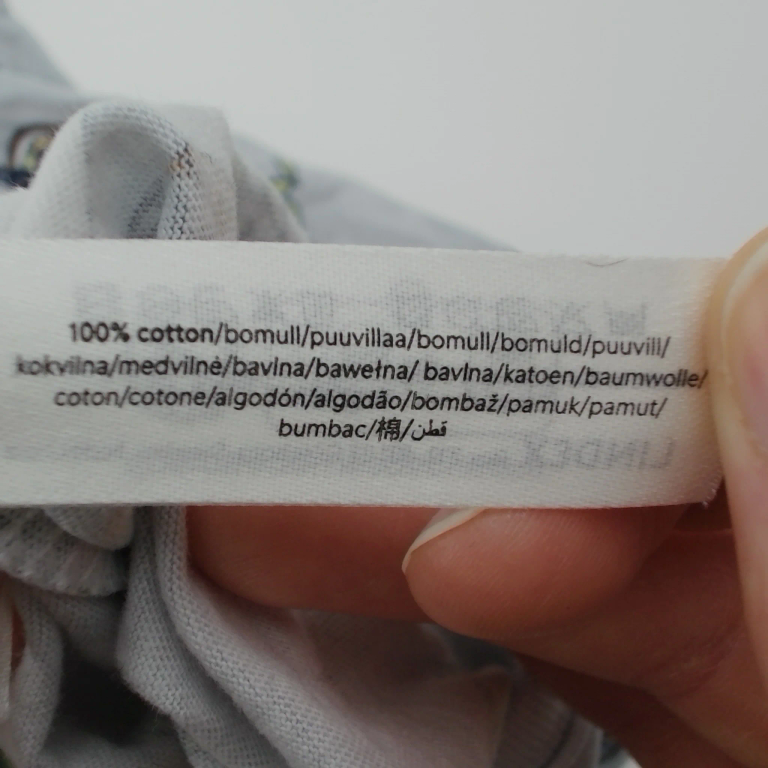 100% cotton/bomull/puuvillaa/bomull/bomuld/puuvill/
kokvilna/medvilnė/bavlna/bawełna/ bavlna/katoen/baumwolle/
coton/cotone/algodón/algodão/bombaž/pamuk/pamut/
bumbac/棉/قطن
LINDEX